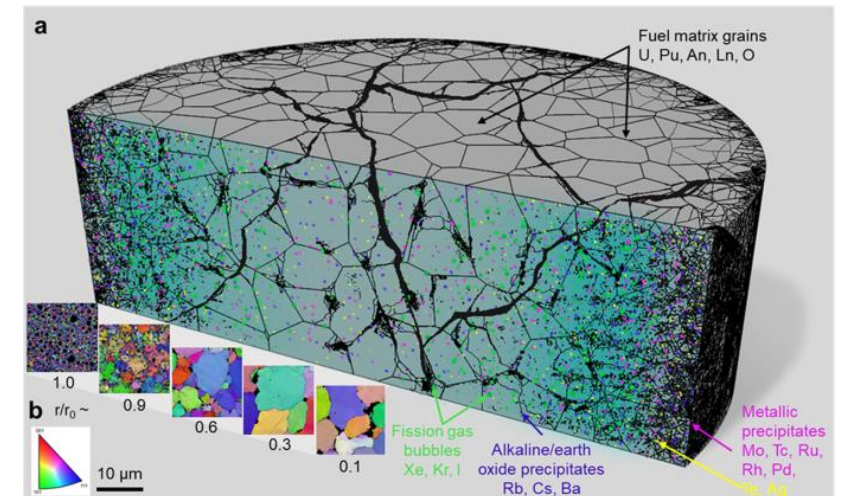 a
Fuel matrix grains
U, Pu, An, Ln, O
1.0
0.9
0.6
0.3
0.1
b r/r₀ ~
10 μm
Fission gas
bubbles
Xe, Kr, I
Alkaline/earth
oxide precipitates
Rb, Cs, Ba
Metallic
precipitates
Mo, Tc, Ru,
Rh, Pd,
Ag